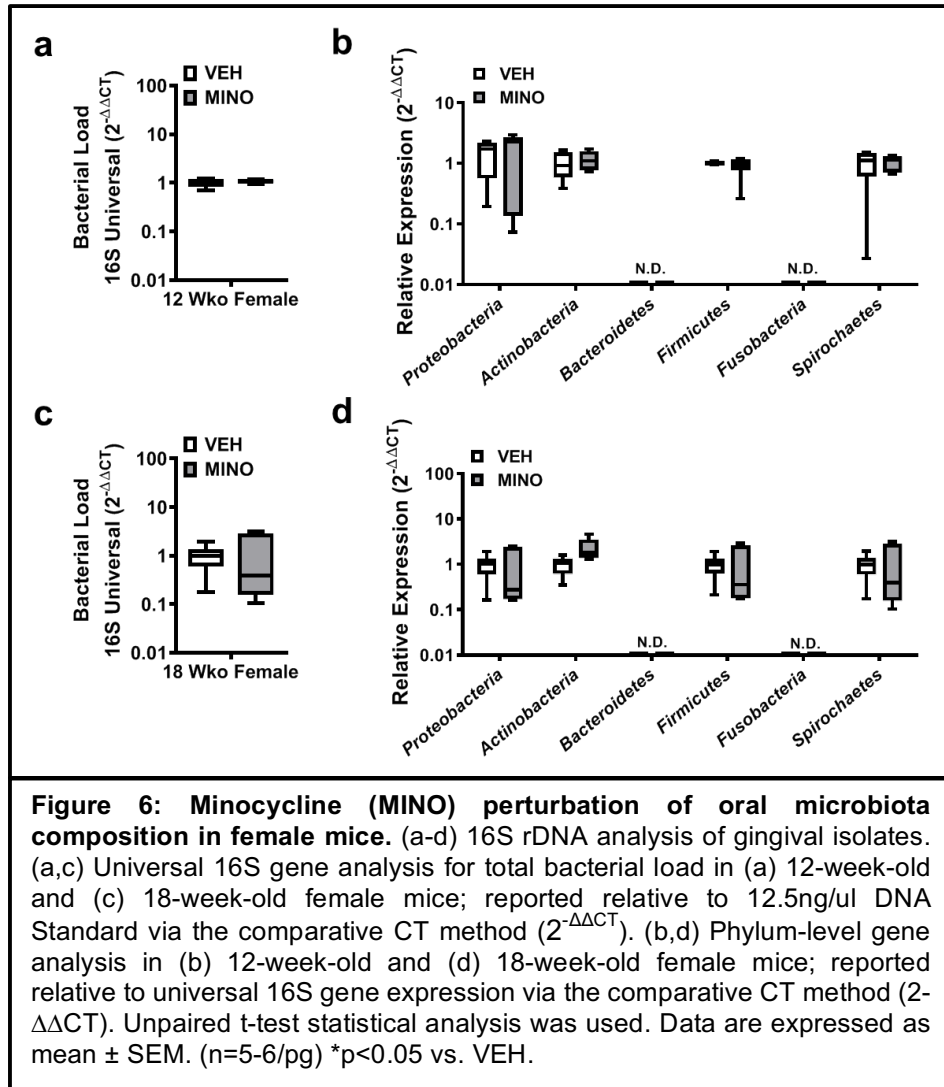 a
VEH
MINO
Bacterial Load
16S Universal (2-ΔΔCT)
100
10
1
0.1
0.01
12 Wko Female
b
VEH
MINO
Relative Expression (2-ΔΔCT)
10
1
0.1
0.01
N.D.
N.D.
Proteobacteria
Actinobacteria
Bacteroidetes
Firmicutes
Fusobacteria
Spirochaetes
c
VEH
MINO
Bacterial Load
16S Universal (2-ΔΔCT)
100
10
1
0.1
0.01
18 Wko Female
d
VEH
MINO
Relative Expression (2-ΔΔCT)
100
10
1
0.1
0.01
N.D.
N.D.
Proteobacteria
Actinobacteria
Bacteroidetes
Firmicutes
Fusobacteria
Spirochaetes
Figure 6: Minocycline (MINO) perturbation of oral microbiota
composition in female mice. (a-d) 16S rDNA analysis of gingival isolates.
(a,c) Universal 16S gene analysis for total bacterial load in (a) 12-week-old
and (c) 18-week-old female mice; reported relative to 12.5ng/ul DNA
Standard via the comparative CT method (2-ΔΔCT). (b,d) Phylum-level gene
analysis in (b) 12-week-old and (d) 18-week-old female mice; reported
relative to universal 16S gene expression via the comparative CT method (2-
ΔΔCT). Unpaired t-test statistical analysis was used. Data are expressed as
mean ± SEM. (n=5-6/pg) *p<0.05 vs. VEH.